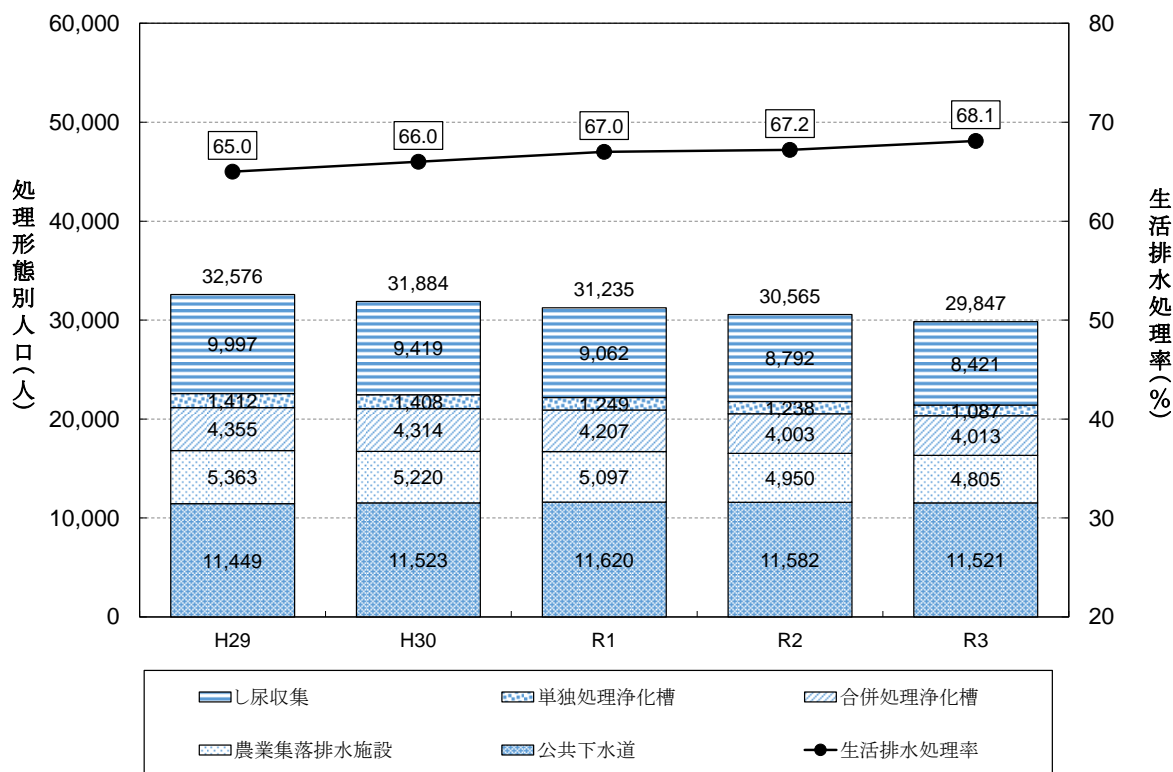 60,000
50,000
40,000
30,000
20,000
10,000
0
処理形態別人口(人)
80
70
60
50
40
30
20
生活排水処理率(%)
65.0 66.0 67.0 67.2 68.1
32,576 31,884 31,235 30,565 29,847
9,997 9,419 9,062 8,792 8,421
1,412 1,408 1,249 1,238 1,087
4,355 4,314 4,207 4,003 4,013
5,363 5,220 5,097 4,950 4,805
11,449 11,523 11,620 11,582 11,521
H29 H30 R1 R2 R3
し尿収集 単独処理浄化槽 合併処理浄化槽
農業集落排水施設 公共下水道 生活排水処理率